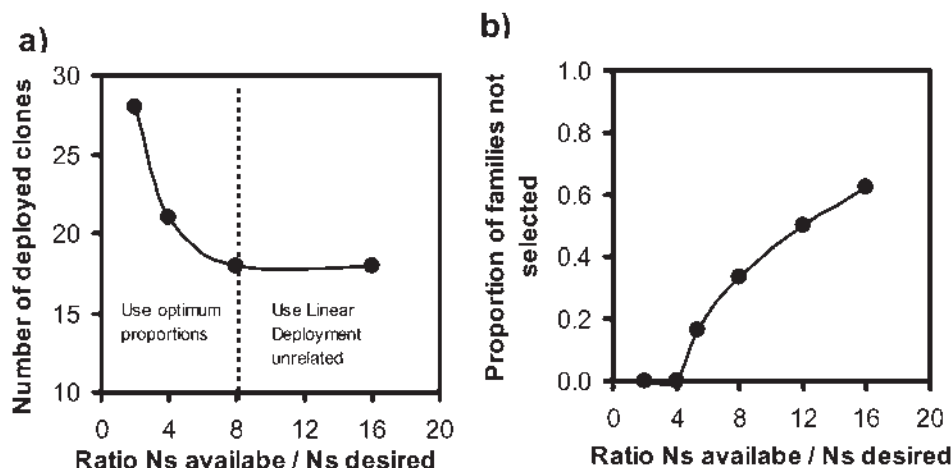 a)
Number of deployed clones
30
25
20
15
10
Use optimum
proportions
Use Linear
Deployment
unrelated
0 4 8 12 16 20
Ratio Ns availabe / Ns desired
b)
Proportion of families not
selected
1.0
0.8
0.6
0.4
0.2
0.0
0 4 8 12 16 20
Ratio Ns availabe / Ns desired